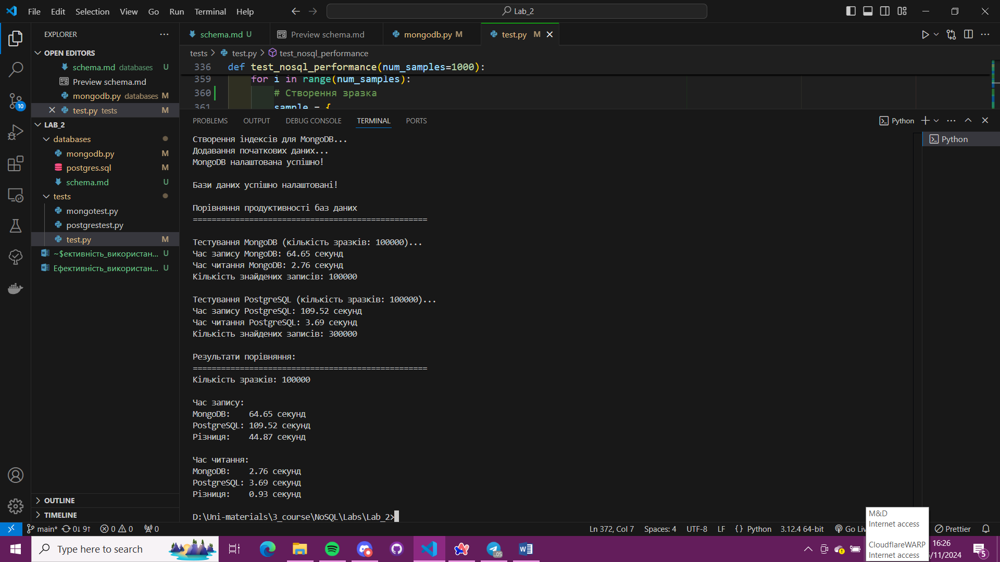 File Edit Selection View Go Run Terminal Help
Lab_2
EXPLORER
schema.md U
Preview schema.md
mongodb.py M
test.py M
OPEN EDITORS
schema.md databases U
Preview schema.md
mongodb.py databases M
test.py tests M
LAB_2
databases
mongodb.py M
postgres.sql M
schema.md U
tests
mongotest.py
postgrestest.py
test.py M
~$ективність_використан... U
Ефективність_використан... U
OUTLINE
TIMELINE
10
tests > test.py > test_nosql_performance
336 def test_nosql_performance(num_samples=1000):
359 for i in range(num_samples):
360 # Створення зразка
361 sample = {
PROBLEMS OUTPUT DEBUG CONSOLE TERMINAL PORTS
Python
Python
Створення індексів для MongoDB...
Додавання початкових даних...
MongoDB налаштована успішно!
Бази даних успішно налаштовані!
Порівняння продуктивності баз даних
==================================================
Тестування MongoDB (кількість зразків: 100000)...
Час запису MongoDB: 64.65 секунд
Час читання MongoDB: 2.76 секунд
Кількість знайдених записів: 100000
Тестування PostgreSQL (кількість зразків: 100000)...
Час запису PostgreSQL: 109.52 секунд
Час читання PostgreSQL: 3.69 секунд
Кількість знайдених записів: 300000
Результати порівняння:
==================================================
Кількість зразків: 100000
Час запису:
MongoDB: 64.65 секунд
PostgreSQL: 109.52 секунд
Різниця: 44.87 секунд
Час читання:
MongoDB: 2.76 секунд
PostgreSQL: 3.69 секунд
Різниця: 0.93 секунд
D:\Uni-materials\3_course\NoSQL\Labs\Lab_2>
main* 0↓ 9↑ 0 0 0
Ln 372, Col 7 Spaces: 4 UTF-8 LF {} Python 3.12.4 64-bit Go Liv Prettier
M&D
Internet access
CloudflareWARP
Internet access
Type here to search
.05
16:26
/11/2024
5